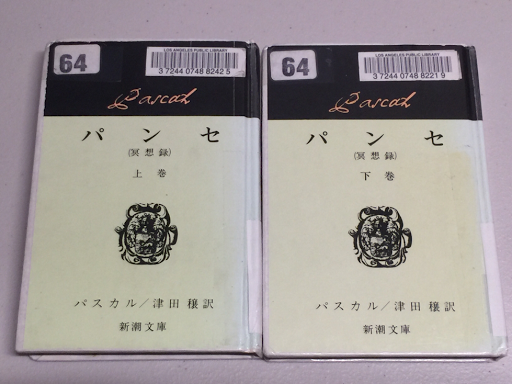 64
LOS ANGELES PUBLIC LIBRARY
3 7244 0748 8242 5
Pascal
パンセ
(冥想録)
上巻
パスカル/津田穣訳
新潮文庫
64
LOS ANGELES PUBLIC LIBRARY
3 7244 0748 8221 9
Pascal
パンセ
(冥想録)
下巻
パスカル/津田穣訳
新潮文庫